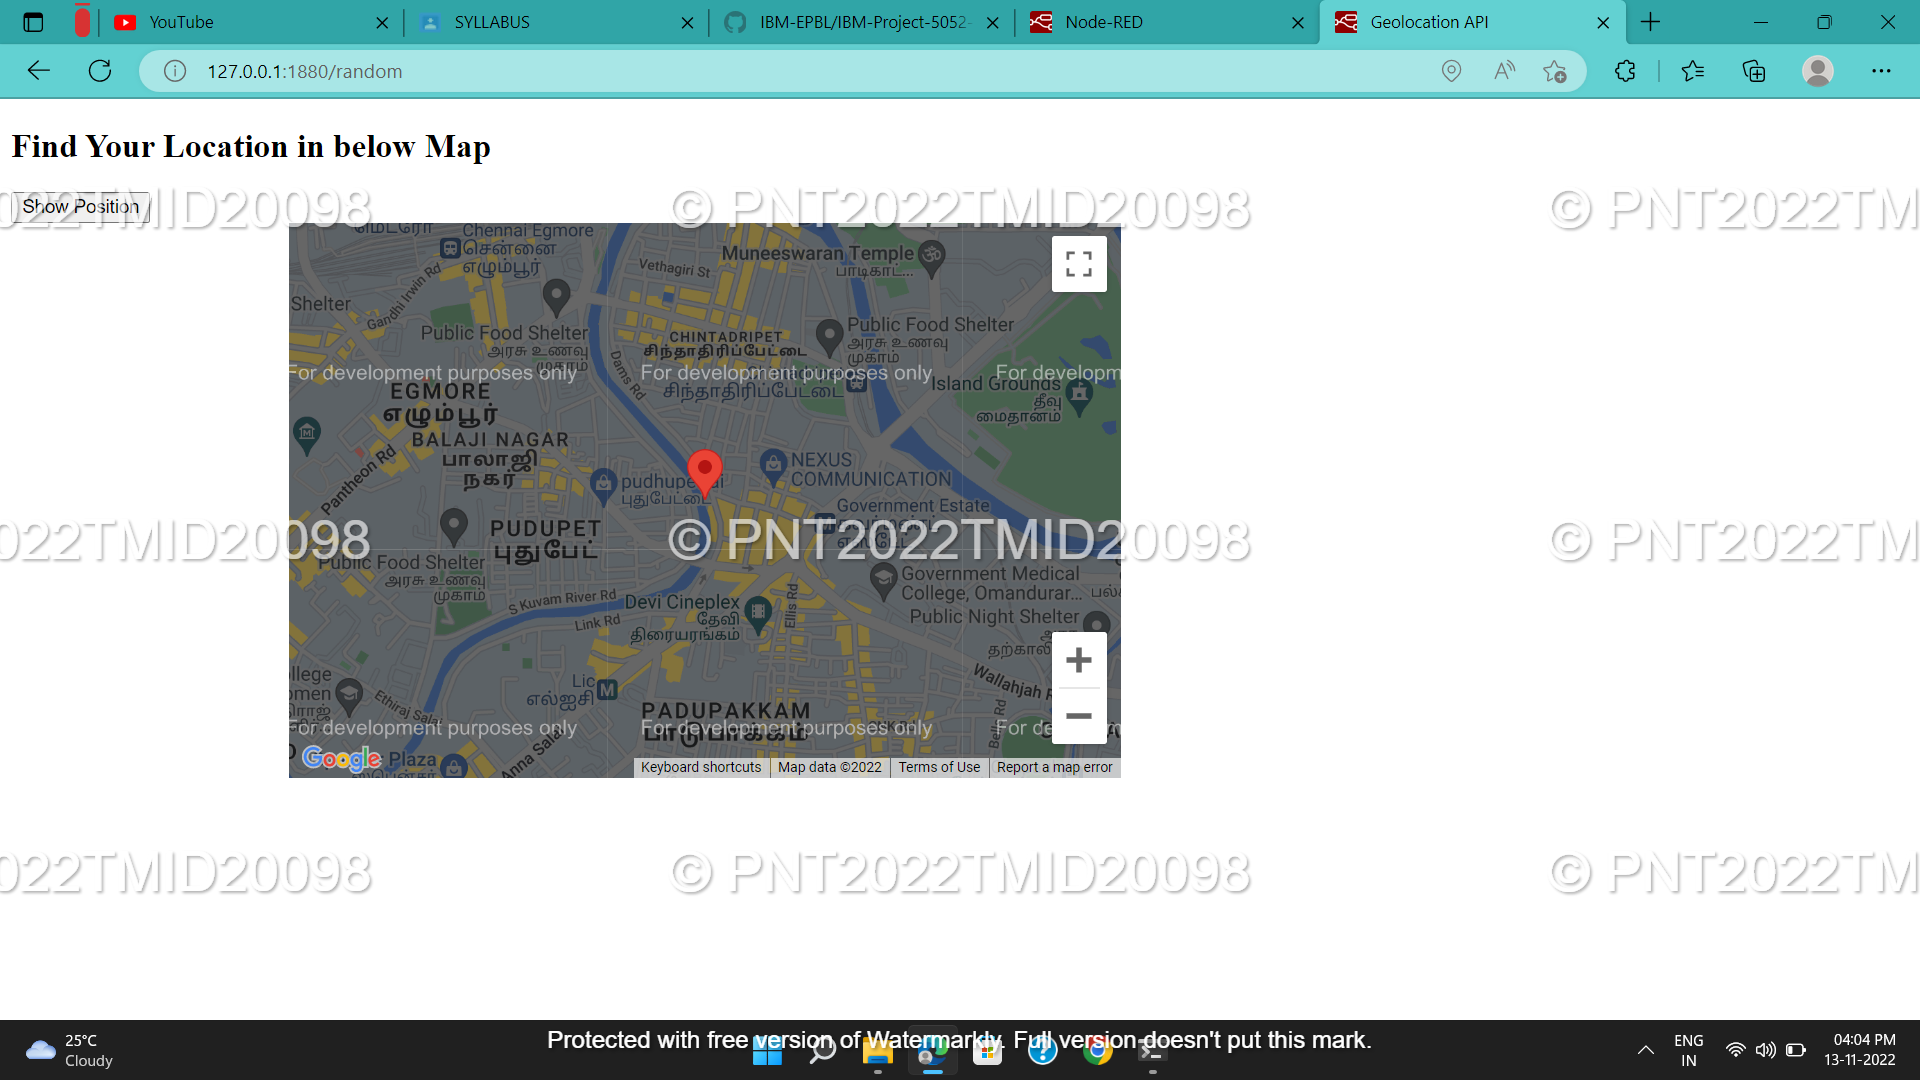 YouTube
SYLLABUS
IBM-EPBL/IBM-Project-5052-
Node-RED
Geolocation API
127.0.0.1:1880/random
Find Your Location in below Map
Show Position
022TMID20098
© PNT2022TMID20098
© PNT2022TM
Chennai Egmore
சென்னை
எழும்பூர்
Vethagiri St
Muneeswaran Temple
பாடிகாட்...
Shelter
Gandhi Irwin Rd
Public Food Shelter
அரசு உணவு
முகாம்
CHINTADRIPET
சிந்தாதிரிப்பேட்டை
Public Food Shelter
அரசு உணவு
முகாம்
Dams Rd
For development purposes only
For development purposes only
For developm
சிந்தாதிரிப்பேட்டை
Island Grounds
தீவு
மைதானம்
EGMORE
எழும்பூர்
BALAJI NAGAR
பாலாஜி
நகர்
Pantheon Rd
NEXUS
COMMUNICATION
புதுபேட்டை
Government Estate
PUDUPET
புதுபேட்
022TMID20098
© PNT2022TMID20098
© PNT2022TM
Public Food Shelter
அரசு உணவு
முகாம்
Government Medical
College, Omandurar...
S Kuvam River Rd
Link Rd
Devi Cineplex
தேவி
திரையரங்கம்
Ellis Rd
Public Night Shelter
Lic
எல்ஐசி
M
Ethiraj Salai
Wallahjah R
PADUPAKKAM
பாடுபாக்கம்
For development purposes only
For development purposes only
For de
Anna Salai
Plaza
Google
Keyboard shortcuts
Map data ©2022
Terms of Use
Report a map error
022TMID20098
© PNT2022TMID20098
© PNT2022TM
Protected with free version of Watermarkly. Full version doesn't put this mark.
25°C
Cloudy
ENG
IN
04:04 PM
13-11-2022